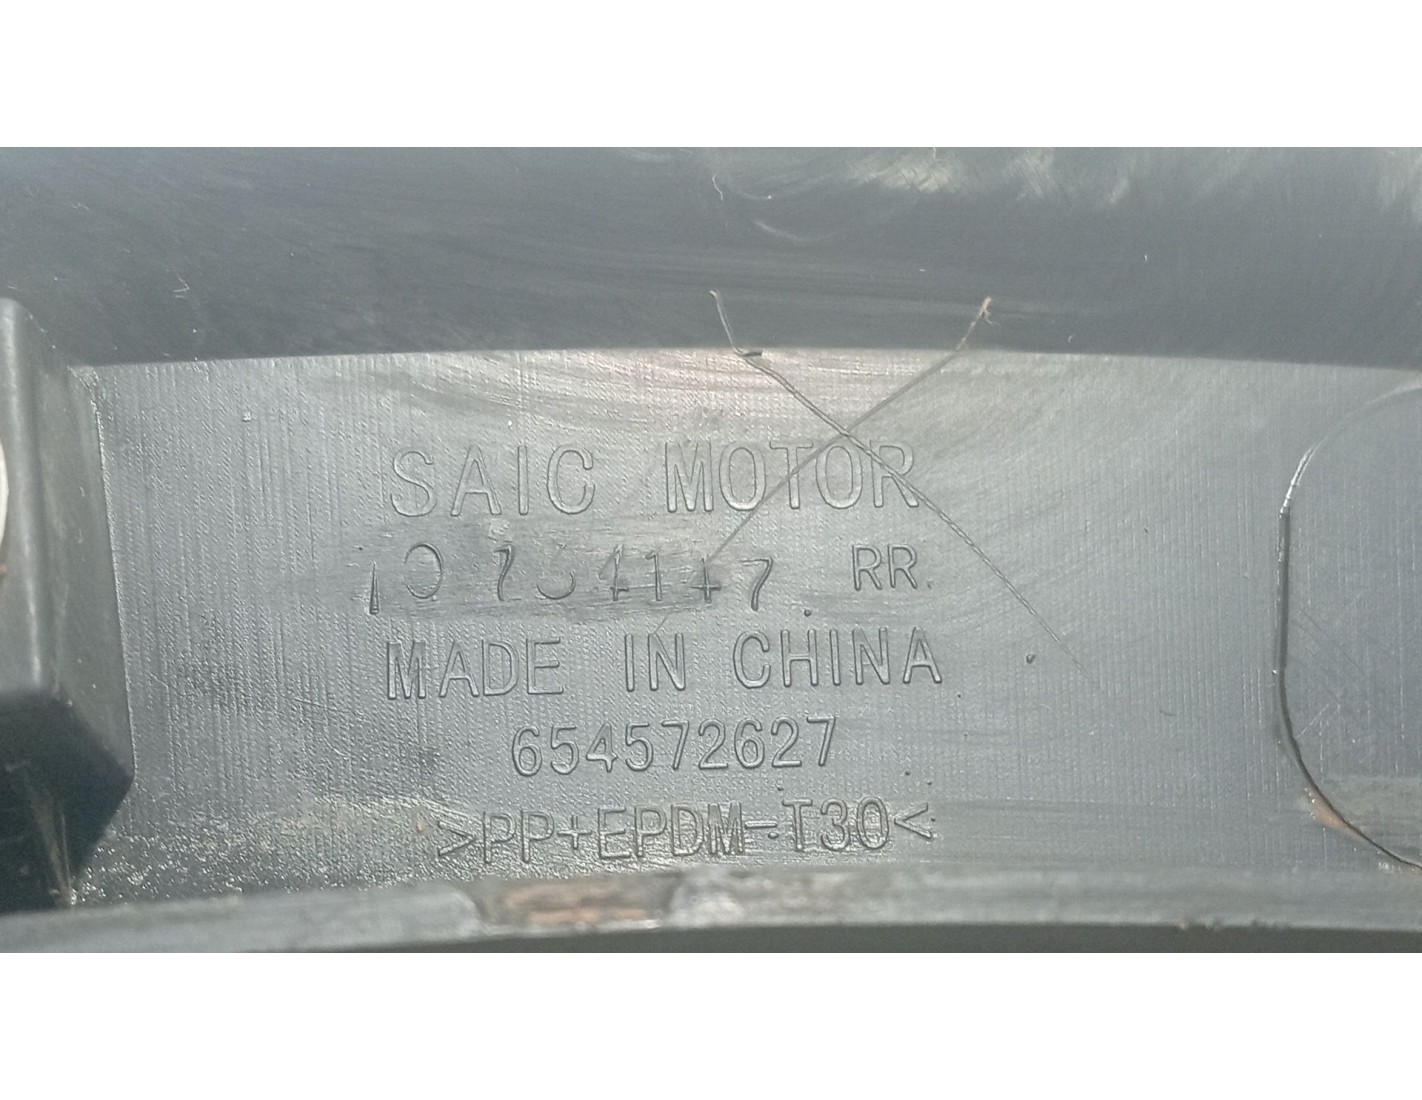 SAIC MOTOR
RR.
MADE IN CHINA
654572627
>PP+EPDM-T30<